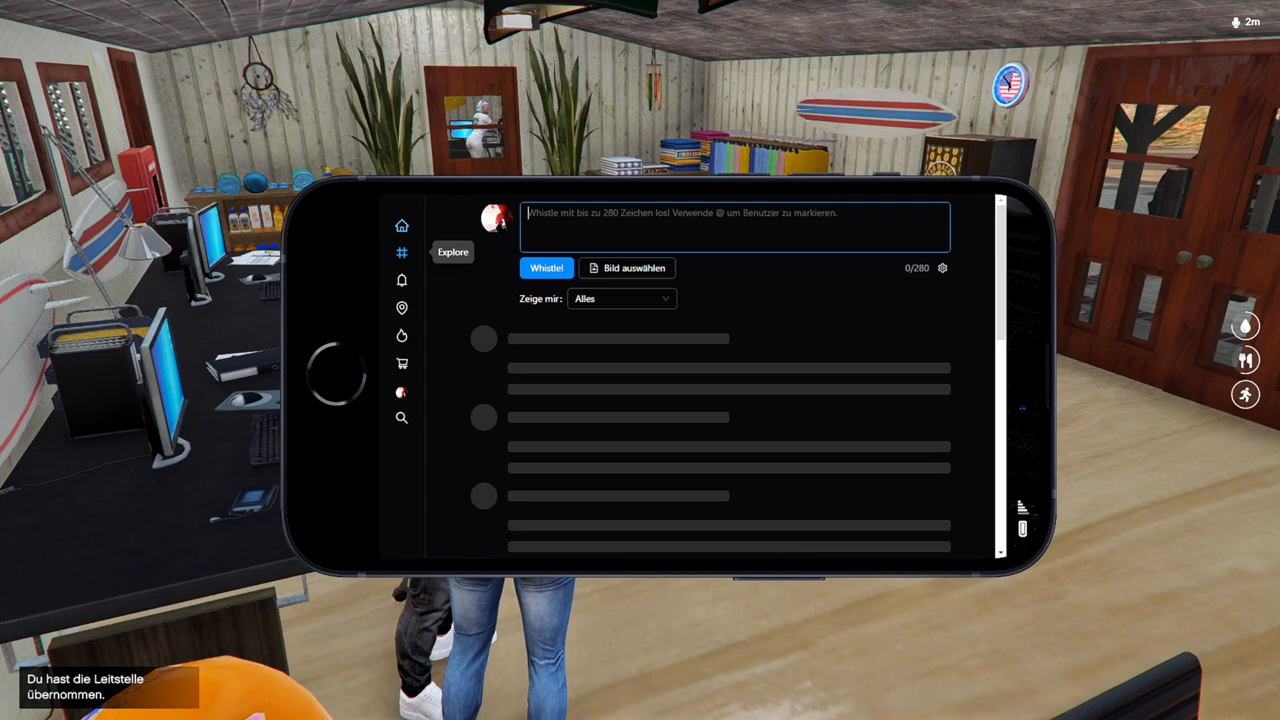 2m
Whistle mit bis zu 280 Zeichen los! Verwende @ um Benutzer zu markieren.
Explore
Whistle!
Bild auswählen
0/280
Zeige mir:
Alles
Du hast die Leitstelle
übernommen.